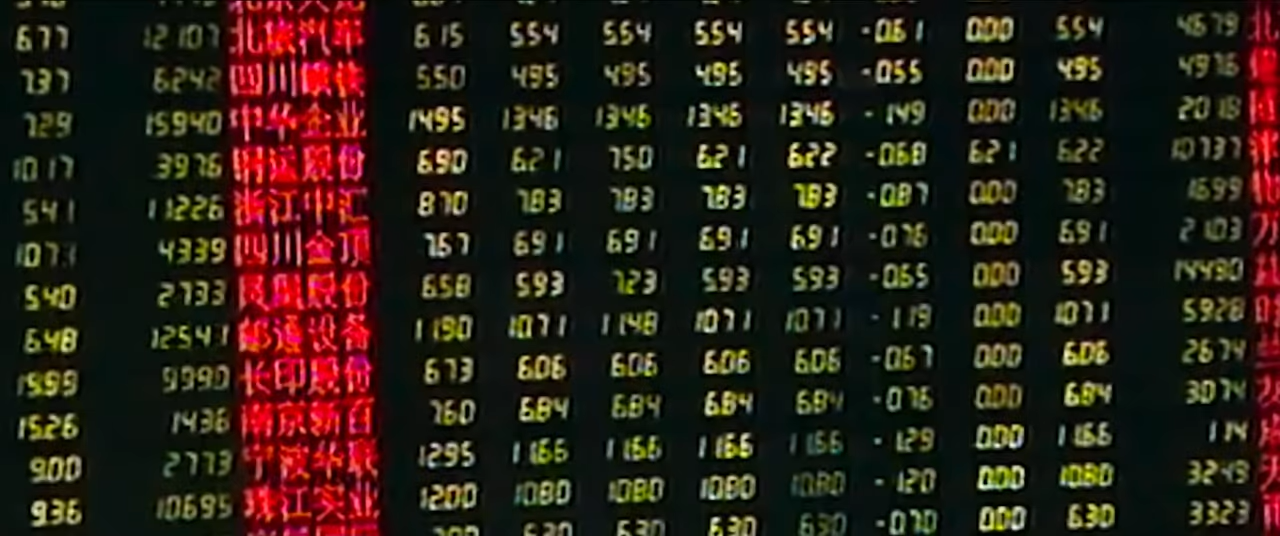 6.77 12107 北旅汽车 6.15 5.54 5.54 5.54 5.54 -0.61 0.00 5.54 4679
7.37 6242 四川 5.50 4.95 4.95 4.95 4.95 -0.55 0.00 4.95 4976
7.29 15940 中华企业 14.95 13.46 13.46 13.46 13.46 -1.49 0.00 13.46 2018
10.17 3976 股份 6.90 6.21 7.50 6.21 6.22 -0.68 6.21 6.22 10737
5.41 11226 浙江中汇 8.70 7.83 7.83 7.83 7.83 -0.87 0.00 7.83 1699
10.71 4339 四川金顶 7.67 6.91 6.91 6.91 6.91 -0.76 0.00 6.91 2103
5.40 2733 凤凰股份 6.58 5.93 7.23 5.93 5.93 -0.65 0.00 5.93 14490
6.48 12541 邮通设备 11.90 10.71 11.48 10.71 10.71 -1.19 0.00 10.71 5928
15.99 9990 长印股份 6.73 6.06 6.06 6.06 6.06 -0.67 0.00 6.06 2674
15.26 1436 南京新百 7.60 6.84 6.84 6.84 6.84 -0.76 0.00 6.84 3074
9.00 2773 宁波华联 12.95 11.66 11.66 11.66 11.66 -1.29 0.00 11.66 114
9.36 10695 珠江实业 12.00 10.80 10.80 10.80 10.80 -1.20 0.00 10.80 3249
7.00 6.30 6.30 6.30 6.30 -0.70 0.00 6.30 3323